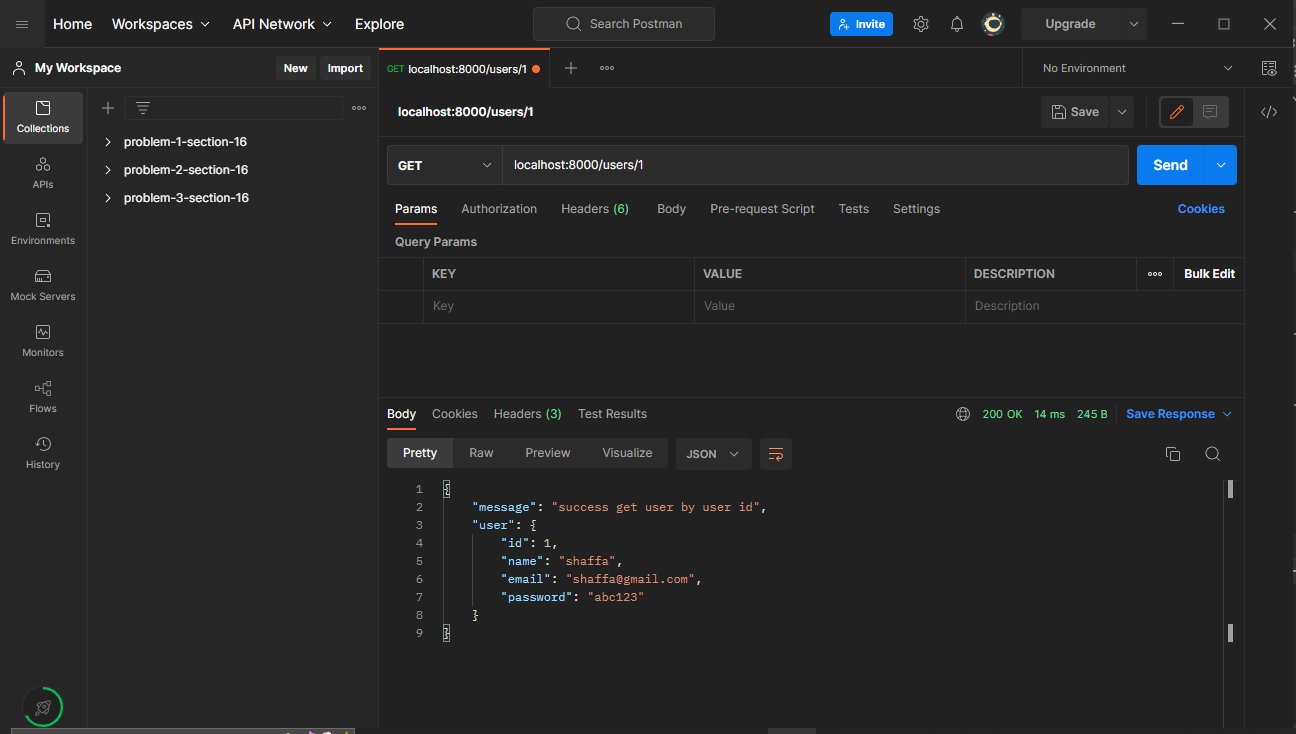 Home Workspaces API Network Explore Search Postman Invite Upgrade
My Workspace New Import GET localhost:8000/users/1 No Environment
Collections
APIs
Environments
Mock Servers
Monitors
Flows
History
problem-1-section-16
problem-2-section-16
problem-3-section-16
localhost:8000/users/1 Save
GET localhost:8000/users/1 Send
Params Authorization Headers (6) Body Pre-request Script Tests Settings Cookies
Query Params
KEY VALUE DESCRIPTION Bulk Edit
Key Value Description
Body Cookies Headers (3) Test Results 200 OK 14 ms 245 B Save Response
Pretty Raw Preview Visualize JSON
1 {
2 "message": "success get user by user id",
3 "user": {
4 "id": 1,
5 "name": "shaffa",
6 "email": "shaffa@gmail.com",
7 "password": "abc123"
8 }
9 }